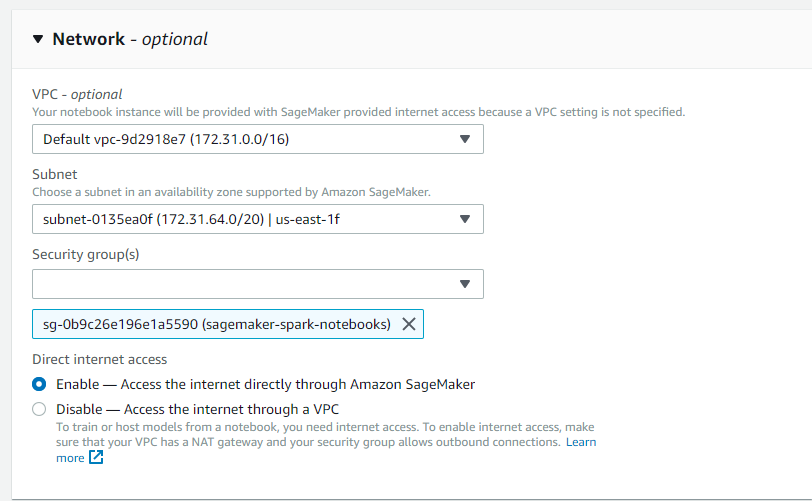 Network - optional
VPC - optional
Your notebook instance will be provided with SageMaker provided internet access because a VPC setting is not specified.
Default vpc-9d2918e7 (172.31.0.0/16)
Subnet
Choose a subnet in an availability zone supported by Amazon SageMaker.
subnet-0135ea0f (172.31.64.0/20) | us-east-1f
Security group(s)
sg-0b9c26e196e1a5590 (sagemaker-spark-notebooks)
Direct internet access
Enable — Access the internet directly through Amazon SageMaker
Disable — Access the internet through a VPC
To train or host models from a notebook, you need internet access. To enable internet access, make
sure that your VPC has a NAT gateway and your security group allows outbound connections. Learn
more